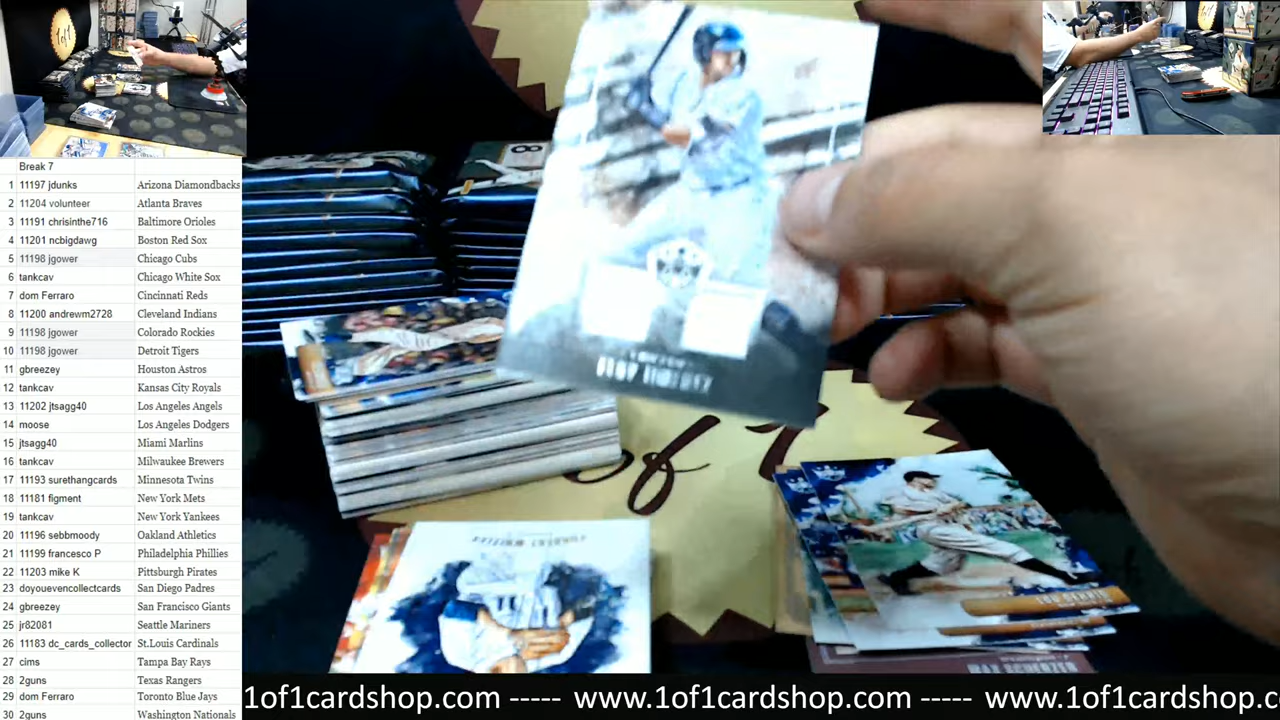 1of1
Break 7
1 11197 jdunks Arizona Diamondbacks
2 11204 volunteer Atlanta Braves
3 11191 chrisinthe716 Baltimore Orioles
4 11201 ncbigdawg Boston Red Sox
5 11198 jgower Chicago Cubs
6 tankcav Chicago White Sox
7 dom Ferraro Cincinnati Reds
8 11200 andrewm2728 Cleveland Indians
9 11198 jgower Colorado Rockies
10 11198 jgower Detroit Tigers
11 gbreezey Houston Astros
12 tankcav Kansas City Royals
13 11202 jtsagg40 Los Angeles Angels
14 moose Los Angeles Dodgers
15 jtsagg40 Miami Marlins
16 tankcav Milwaukee Brewers
17 11193 surethangcards Minnesota Twins
18 11181 figment New York Mets
19 tankcav New York Yankees
20 11196 sebbmoody Oakland Athletics
21 11199 francesco P Philadelphia Phillies
22 11203 mike K Pittsburgh Pirates
23 doyouevencollectcards San Diego Padres
24 gbreezey San Francisco Giants
25 jr82081 Seattle Mariners
26 11183 dc_cards_collector St.Louis Cardinals
27 cims Tampa Bay Rays
28 2guns Texas Rangers
29 dom Ferraro Toronto Blue Jays
30 2guns Washington Nationals
of 1
MAX SCHERZER
1of1cardshop.com ----- www.1of1cardshop.com ----- www.1of1cardshop.c